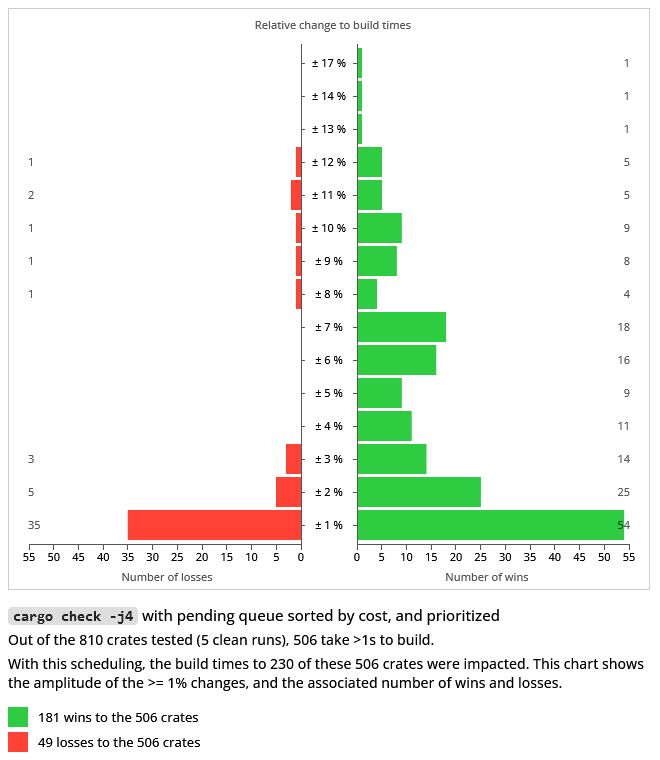 Relative change to build times
± 17 % 1
± 14 % 1
± 13 % 1
1 ± 12 % 5
2 ± 11 % 5
1 ± 10 % 9
1 ± 9 % 8
1 ± 8 % 4
± 7 % 18
± 6 % 16
± 5 % 9
± 4 % 11
3 ± 3 % 14
5 ± 2 % 25
35 ± 1 % 54
55 50 45 40 35 30 25 20 15 10 5 0 0 5 10 15 20 25 30 35 40 45 50 55
Number of losses Number of wins
cargo check -j4 with pending queue sorted by cost, and prioritized
Out of the 810 crates tested (5 clean runs), 506 take >1s to build.
With this scheduling, the build times to 230 of these 506 crates were impacted. This chart shows
the amplitude of the >= 1% changes, and the associated number of wins and losses.
181 wins to the 506 crates
49 losses to the 506 crates